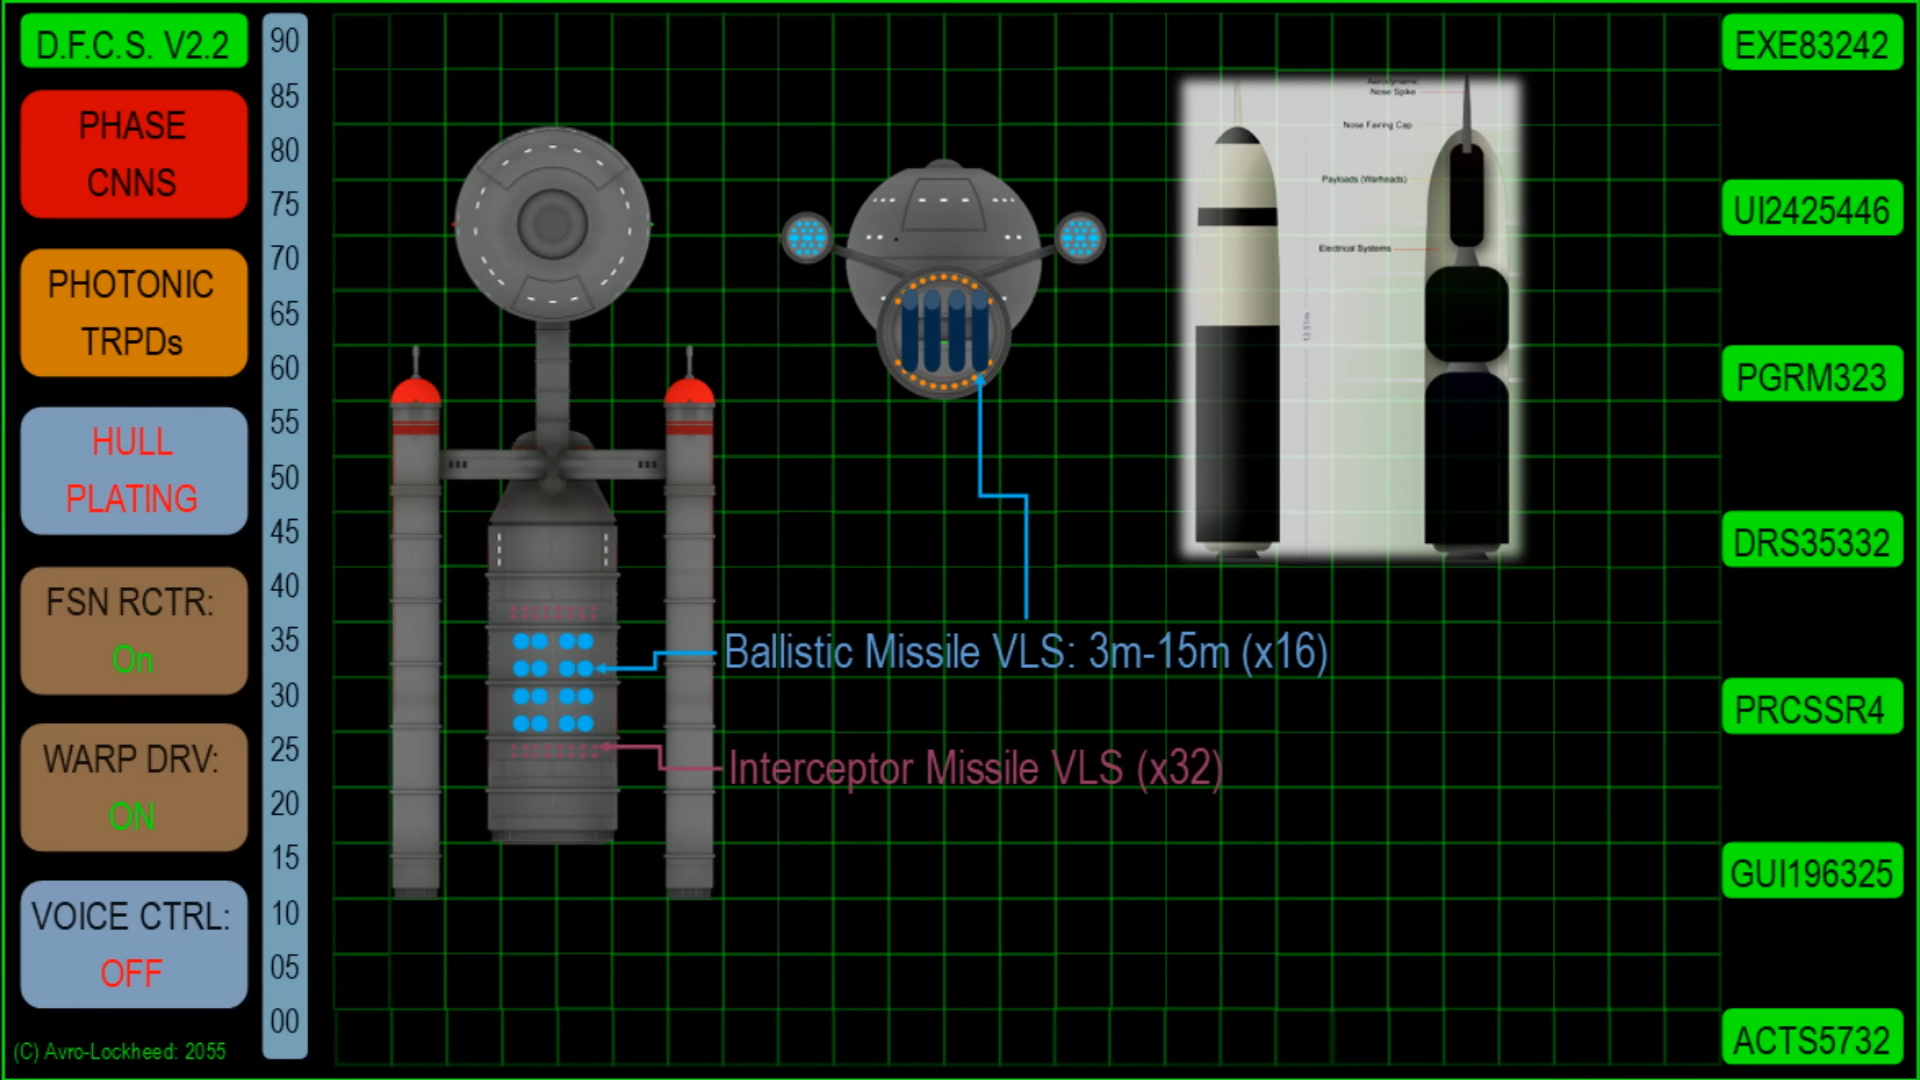 D.F.C.S. V2.2
PHASE
CNNS
PHOTONIC
TRPDs
HULL
PLATING
FSN RCTR:
On
WARP DRV:
ON
VOICE CTRL:
OFF
(C) Avro-Lockheed: 2055
90
85
80
75
70
65
60
55
50
45
40
35
30
25
20
15
10
05
00
Aerodynamic
Nose Spike
Nose Fairing Cap
Payloads (Warheads)
Electrical Systems
Ballistic Missile VLS: 3m-15m (x16)
Interceptor Missile VLS (x32)
EXE83242
UI2425446
PGRM323
DRS35332
PRCSSR4
GUI196325
ACTS5732